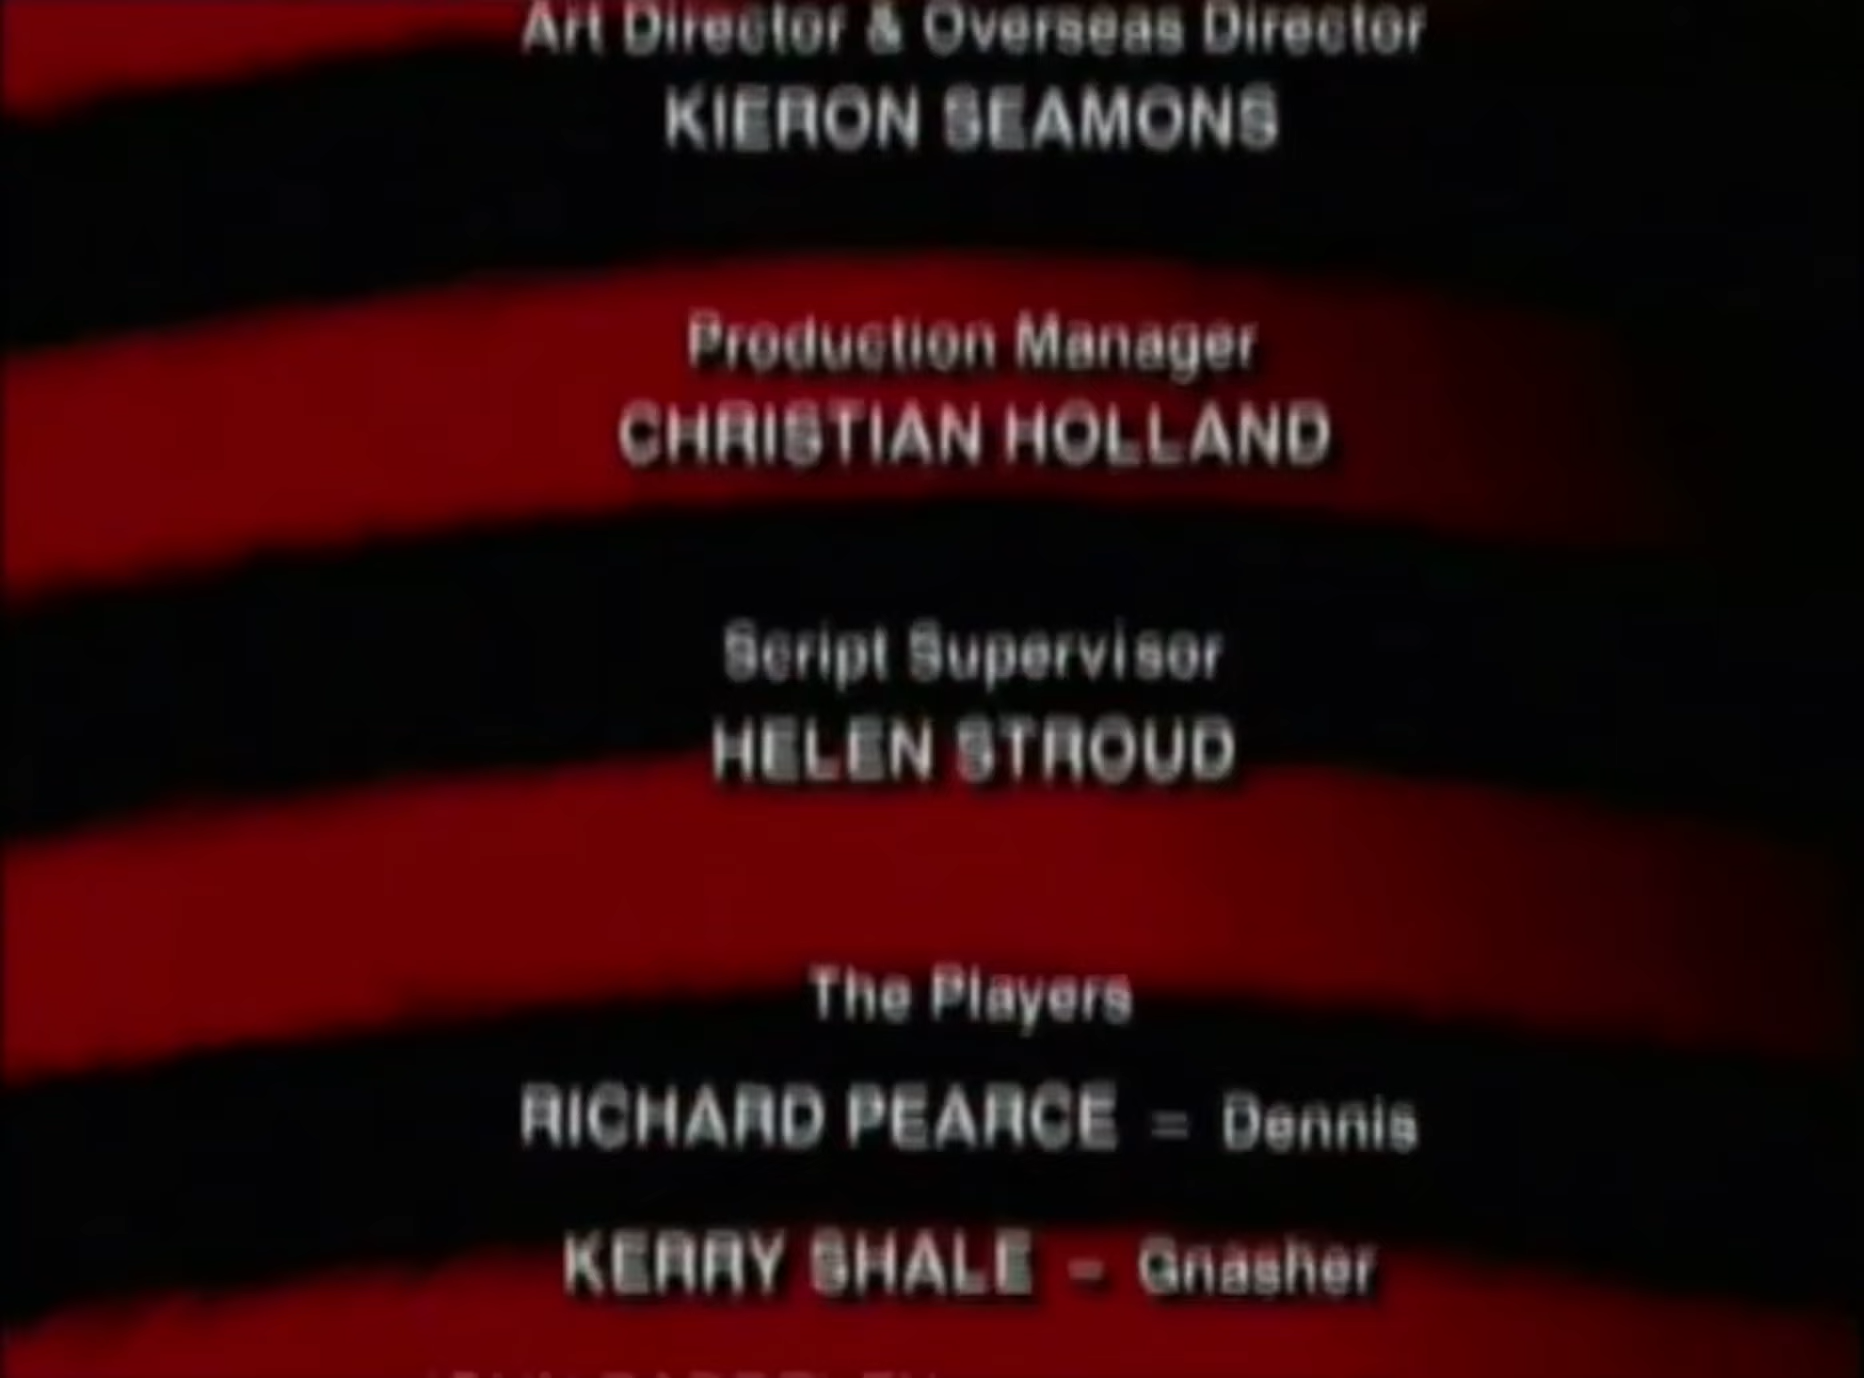 Art Director & Overseas Director
KIERON SEAMONS
Production Manager
CHRISTIAN HOLLAND
Script Supervisor
HELEN STROUD
The Players
RICHARD PEARCE - Dennis
KERRY SHALE - Gnasher